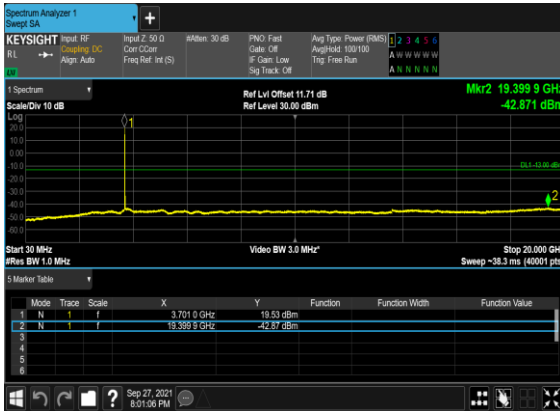 Spectrum Analyzer 1
Swept SA
+
KEYSIGHT Input: RF Input Z: 50 Ω #Atten: 30 dB PNO: Fast Avg Type: Power (RMS) 1 2 3 4 5 6
RL Coupling: DC Corr CCorr Gate: Off Avg|Hold: 100/100 A W W W W W
Align: Auto Freq Ref: Int (S) IF Gain: Low Trig: Free Run
Sig Track: Off A N N N N N
1 Spectrum Ref Lvl Offset 11.71 dB Mkr2 19.399 9 GHz
Scale/Div 10 dB Ref Level 30.00 dBm -42.871 dBm
Log
20.0 1
10.0
0.00
-10.0 DL1 -13.00 dBm
-20.0
-30.0
-40.0 2
-50.0
-60.0
Start 30 MHz Video BW 3.0 MHz* Stop 20.000 GHz
#Res BW 1.0 MHz Sweep ~38.3 ms (40001 pts)
5 Marker Table
Mode Trace Scale X Y Function Function Width Function Value
1 N 1 f 3.701 0 GHz 19.53 dBm
2 N 1 f 19.399 9 GHz -42.87 dBm
3
4
5
6
? Sep 27, 2021
8:01:06 PM